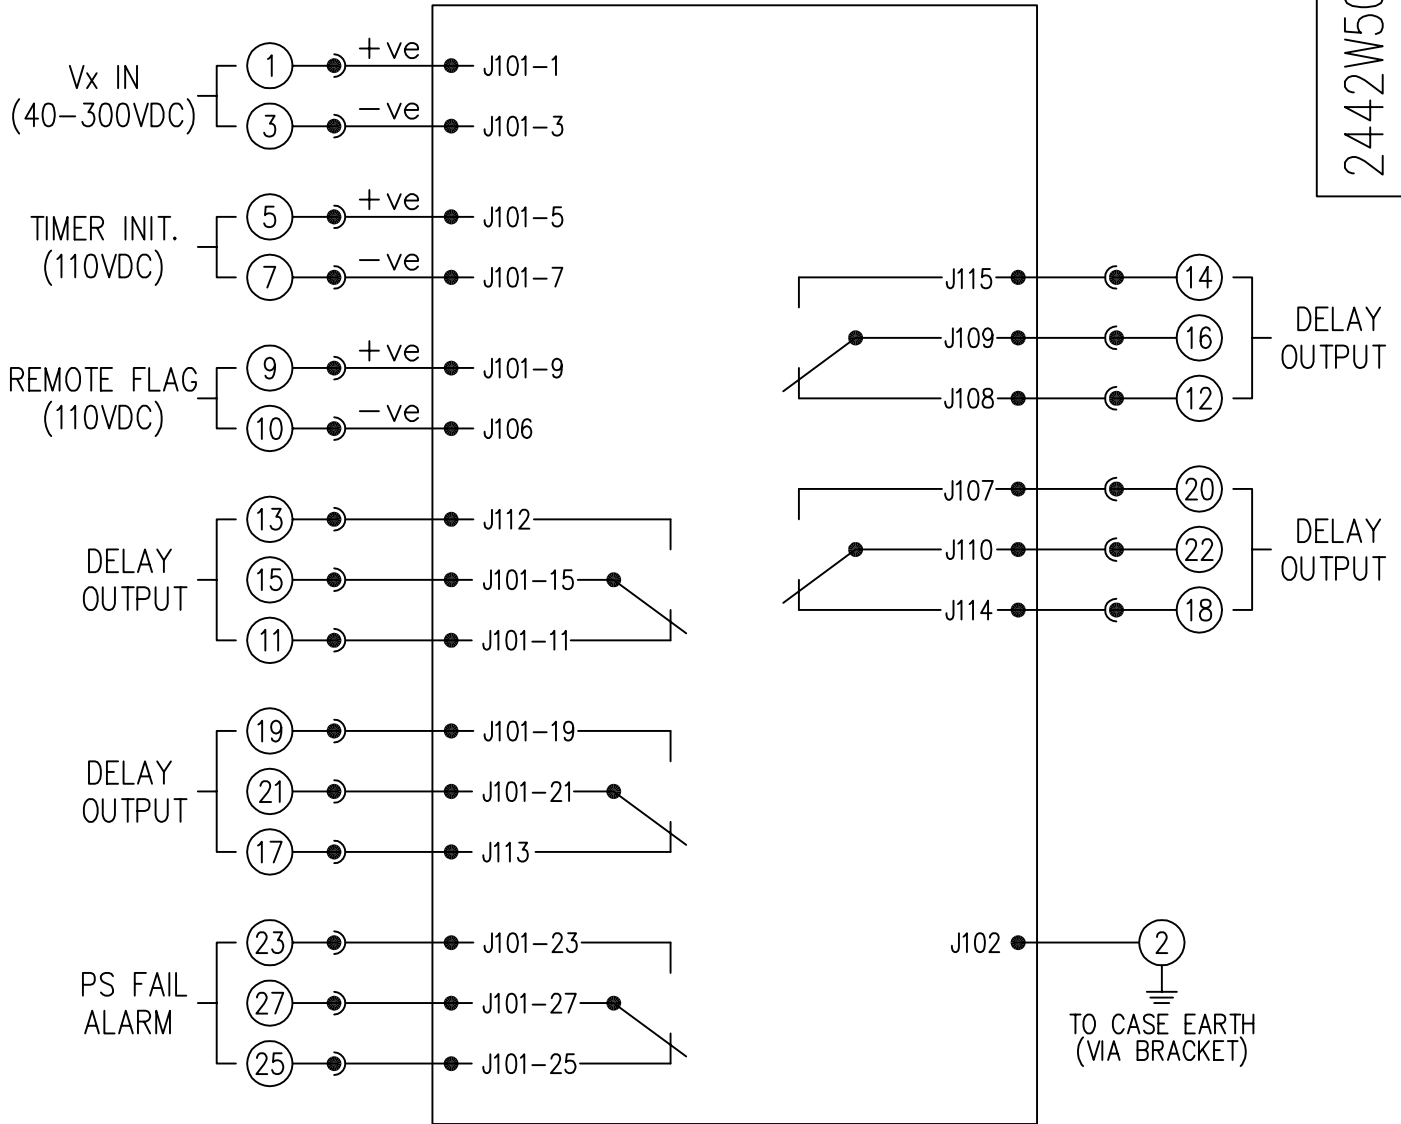 Vx IN
(40-300VDC)
1
+ve
J101-1
3
-ve
J101-3
TIMER INIT.
(110VDC)
5
+ve
J101-5
7
-ve
J101-7
REMOTE FLAG
(110VDC)
9
+ve
J101-9
10
-ve
J106
DELAY
OUTPUT
13
J112
15
J101-15
11
J101-11
DELAY
OUTPUT
19
J101-19
21
J101-21
17
J113
PS FAIL
ALARM
23
J101-23
27
J101-27
25
J101-25
J115
14
J109
16
J108
12
DELAY
OUTPUT
J107
20
J110
22
J114
18
DELAY
OUTPUT
J102
2
TO CASE EARTH
(VIA BRACKET)